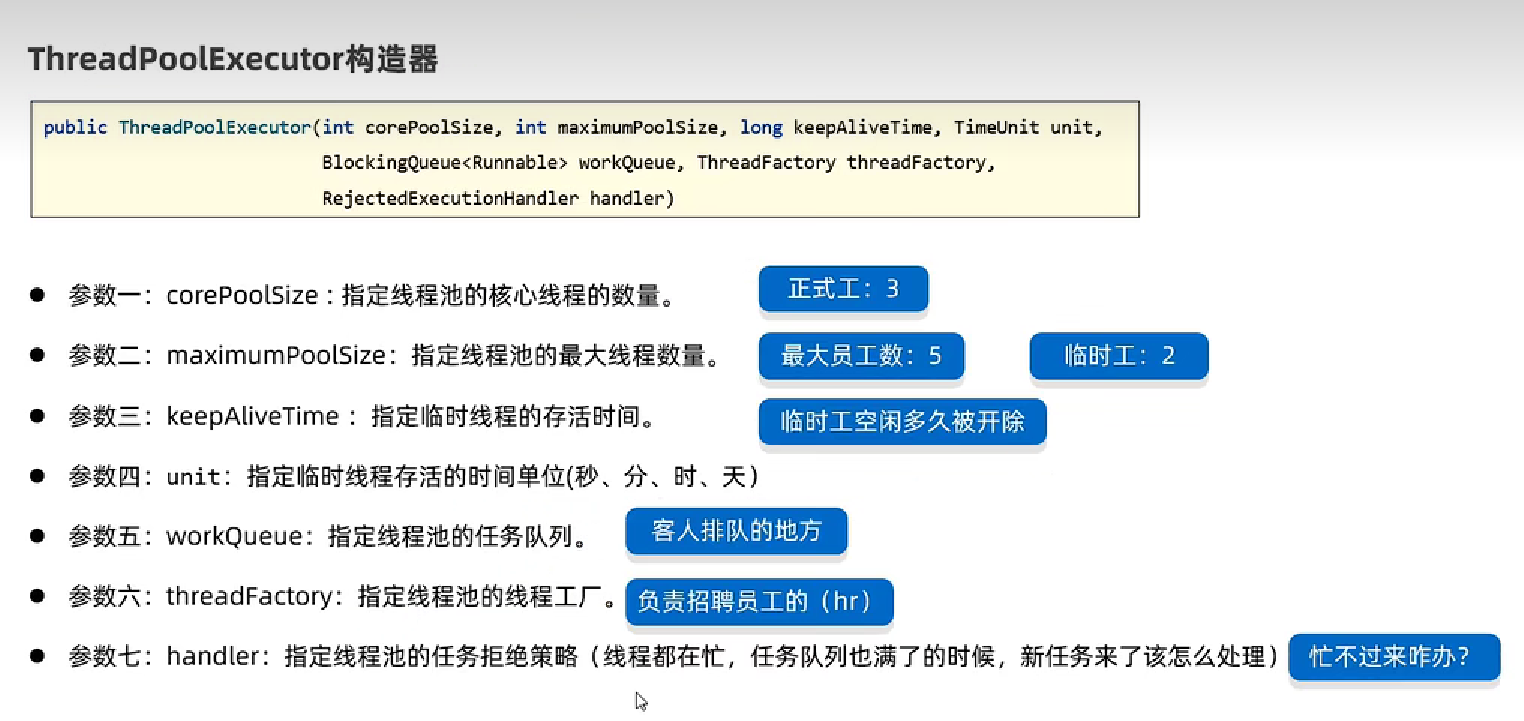 ThreadPoolExecutor构造器
public ThreadPoolExecutor(int corePoolSize, int maximumPoolSize, long keepAliveTime, TimeUnit unit,
BlockingQueue<Runnable> workQueue, ThreadFactory threadFactory,
RejectedExecutionHandler handler)
● 参数一：corePoolSize : 指定线程池的核心线程的数量。 正式工：3
● 参数二：maximumPoolSize：指定线程池的最大线程数量。 最大员工数：5 临时工：2
● 参数三：keepAliveTime ：指定临时线程的存活时间。 临时工空闲多久被开除
● 参数四：unit：指定临时线程存活的时间单位(秒、分、时、天）
● 参数五：workQueue：指定线程池的任务队列。 客人排队的地方
● 参数六：threadFactory：指定线程池的线程工厂。 负责招聘员工的（hr）
● 参数七：handler：指定线程池的任务拒绝策略（线程都在忙，任务队列也满了的时候，新任务来了该怎么处理） 忙不过来咋办？